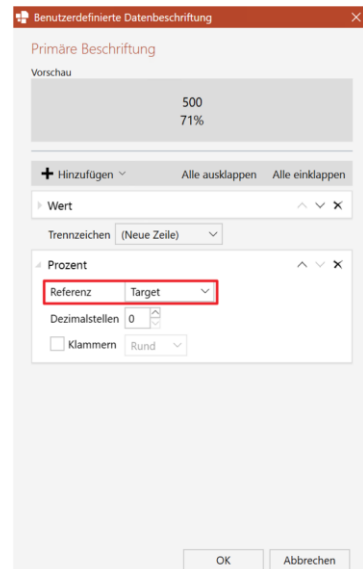 Benutzerdefinierte Datenbeschriftung
Primäre Beschriftung
Vorschau
500
71%
Hinzufügen Alle ausklappen Alle einklappen
Wert
Trennzeichen (Neue Zeile)
Prozent
Referenz Target
Dezimalstellen 0
Klammern Rund
OK Abbrechen